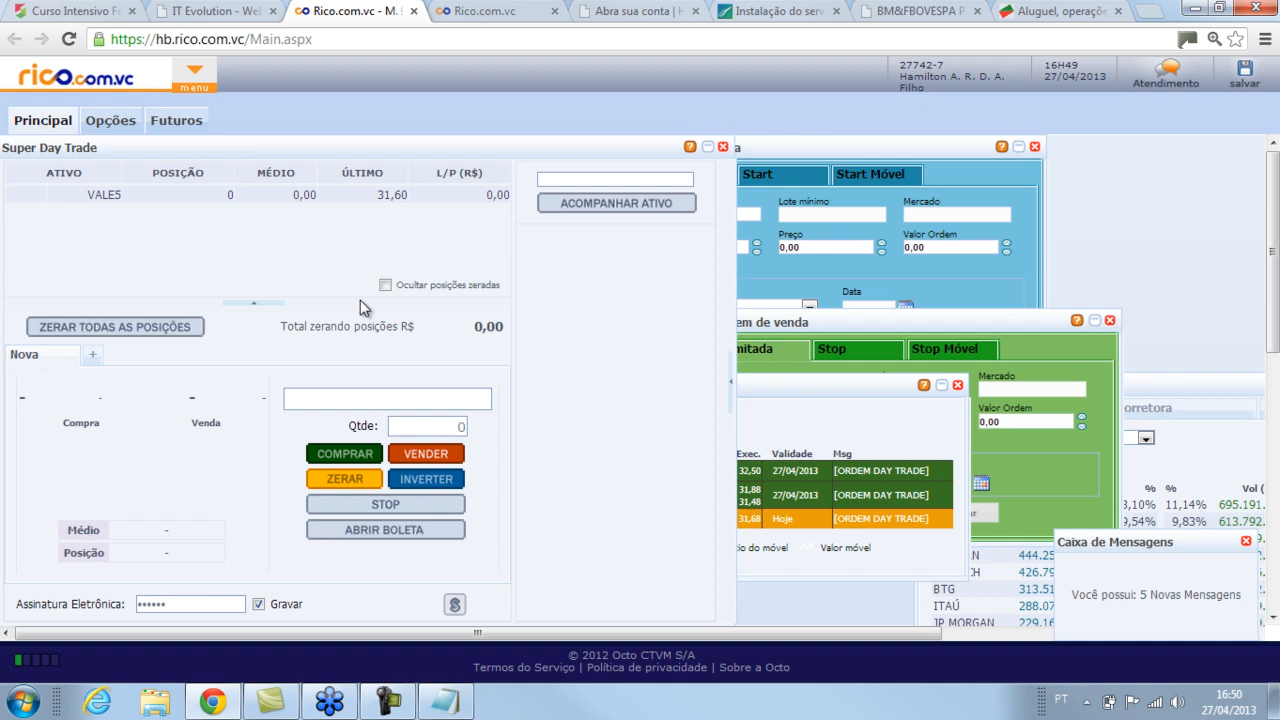 Curso Intensivo Fo
IT Evolution - Web
Rico.com.vc - M.
Rico.com.vc
Abra sua conta | H
Instalação do serv
BM&FBOVESPA P
Aluguel, operaçõe
https://hb.rico.com.vc/Main.aspx
rico.com.vc
menu
27742-7
Hamilton A. R. D. A.
Filho
16H49
27/04/2013
Atendimento
salvar
Principal
Opções
Futuros
Super Day Trade
ATIVO POSIÇÃO MÉDIO ÚLTIMO L/P (R$)
VALE5 0 0,00 31,60 0,00
ACOMPANHAR ATIVO
Ocultar posições zeradas
ZERAR TODAS AS POSIÇÕES
Total zerando posições R$ 0,00
Nova +
- - - -
Compra Venda
Qtde: 0
COMPRAR VENDER
ZERAR INVERTER
STOP
ABRIR BOLETA
Médio -
Posição -
Assinatura Eletrônica: •••••• Gravar
a
Start
Start Móvel
Lote mínimo
Mercado
Preço
Valor Ordem
0,00
0,00
Data
em de venda
mitada
Stop
Stop Móvel
Mercado
Valor Ordem
0,00
ar
Exec. Validade Msg
32,50 27/04/2013 [ORDEM DAY TRADE]
31,88
31,48 27/04/2013 [ORDEM DAY TRADE]
31,68 Hoje [ORDEM DAY TRADE]
cio do móvel Valor móvel
orretora
% % Vol (
3,10% 11,14% 695.191.
9,54% 9,83% 613.792.
N 444.25
CH 426.79
BTG 313.51
ITAÚ 288.07
JP MORGAN 229.16
Caixa de Mensagens
Você possui: 5 Novas Mensagens
© 2012 Octo CTVM S/A
Termos do Serviço | Política de privacidade | Sobre a Octo
PT
16:50
27/04/2013